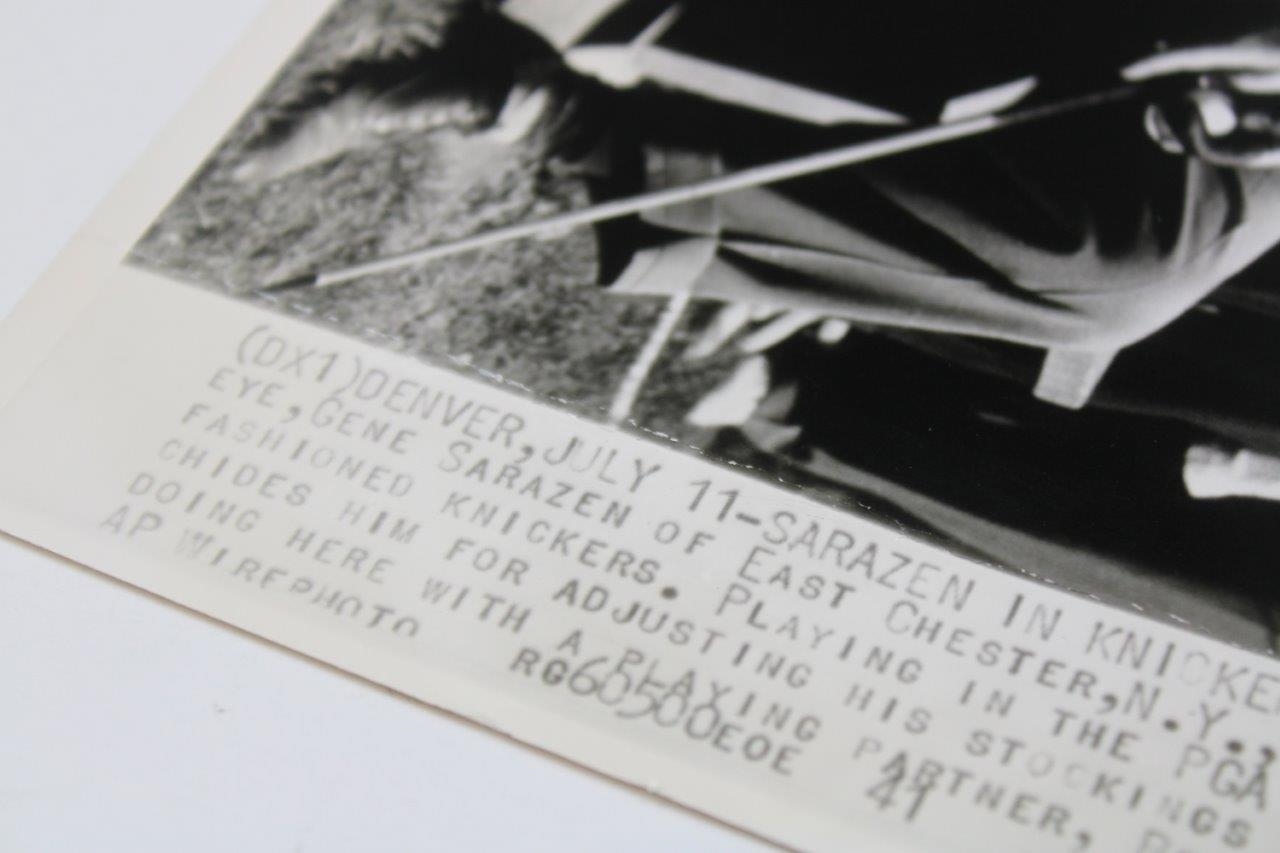 (DX1)DENVER,JULY 11-SARAZEN IN KNICKE
EYE,GENE SARAZEN OF EAST CHESTER,N.Y.,
FASHIONED KNICKERS. PLAYING IN THE PGA
CHIDES HIM FOR ADJUSTING HIS STOCKINGS
DOING HERE WITH A PLAYING PARTNER,
AP WIREPHOTO RG60500EOE 41